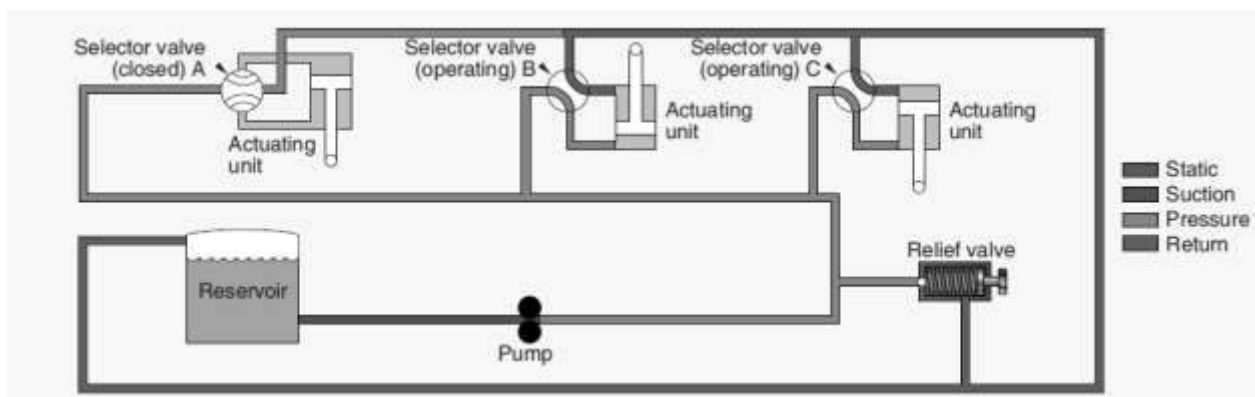 Selector valve
(closed) A
Selector valve
(operating) B
Selector valve
(operating) C
Actuating
unit
Actuating
unit
Actuating
unit
Static
Suction
Pressure
Return
Relief valve
Reservoir
Pump